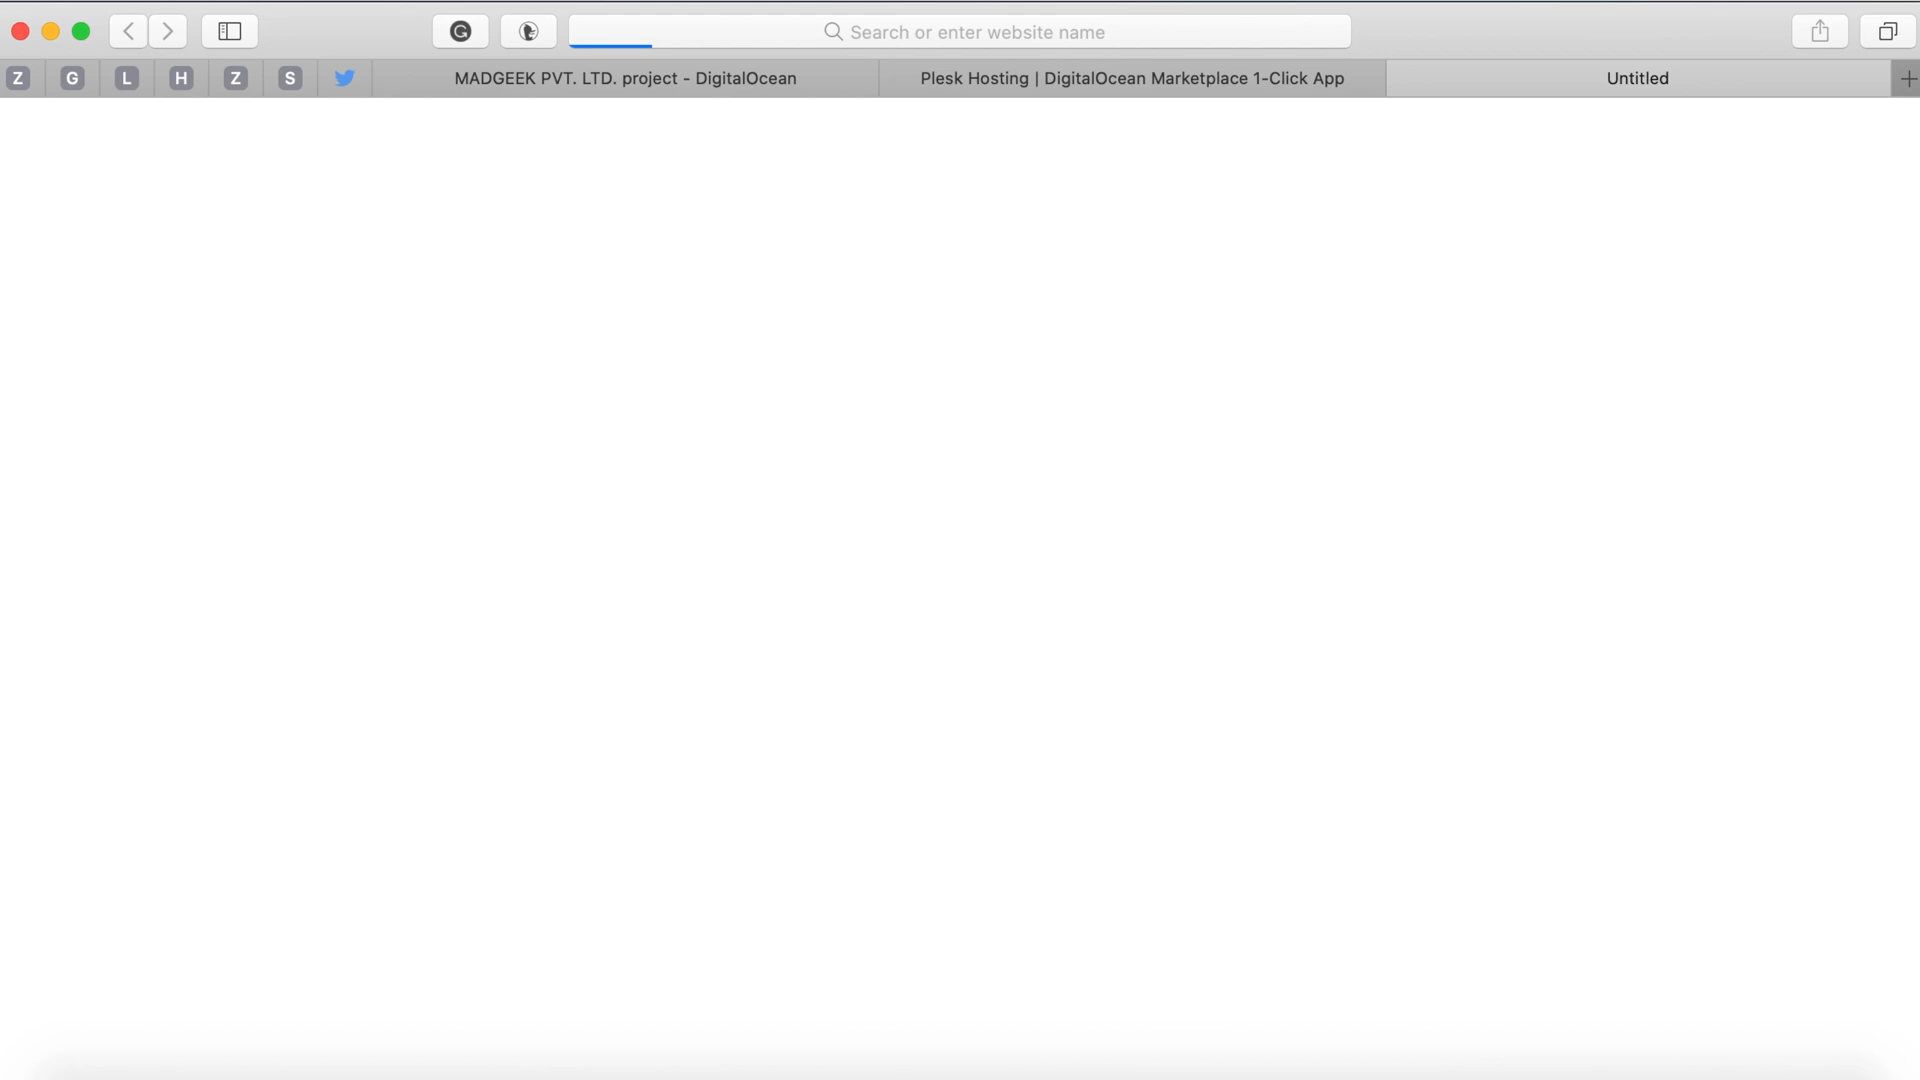 Search or enter website name
Z G L H Z S MADGEEK PVT. LTD. project - DigitalOcean Plesk Hosting | DigitalOcean Marketplace 1-Click App Untitled